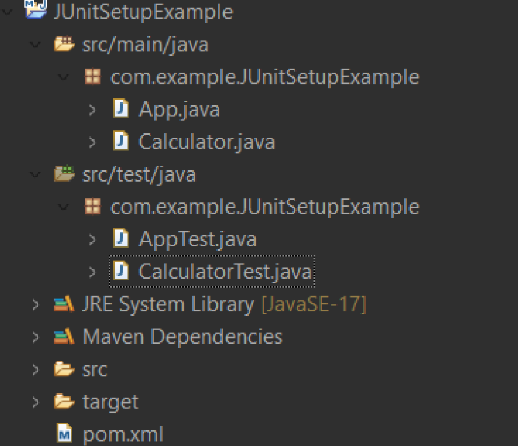 JUnitSetupExample
src/main/java
com.example.JUnitSetupExample
App.java
Calculator.java
src/test/java
com.example.JUnitSetupExample
AppTest.java
CalculatorTest.java
JRE System Library [JavaSE-17]
Maven Dependencies
src
target
pom.xml